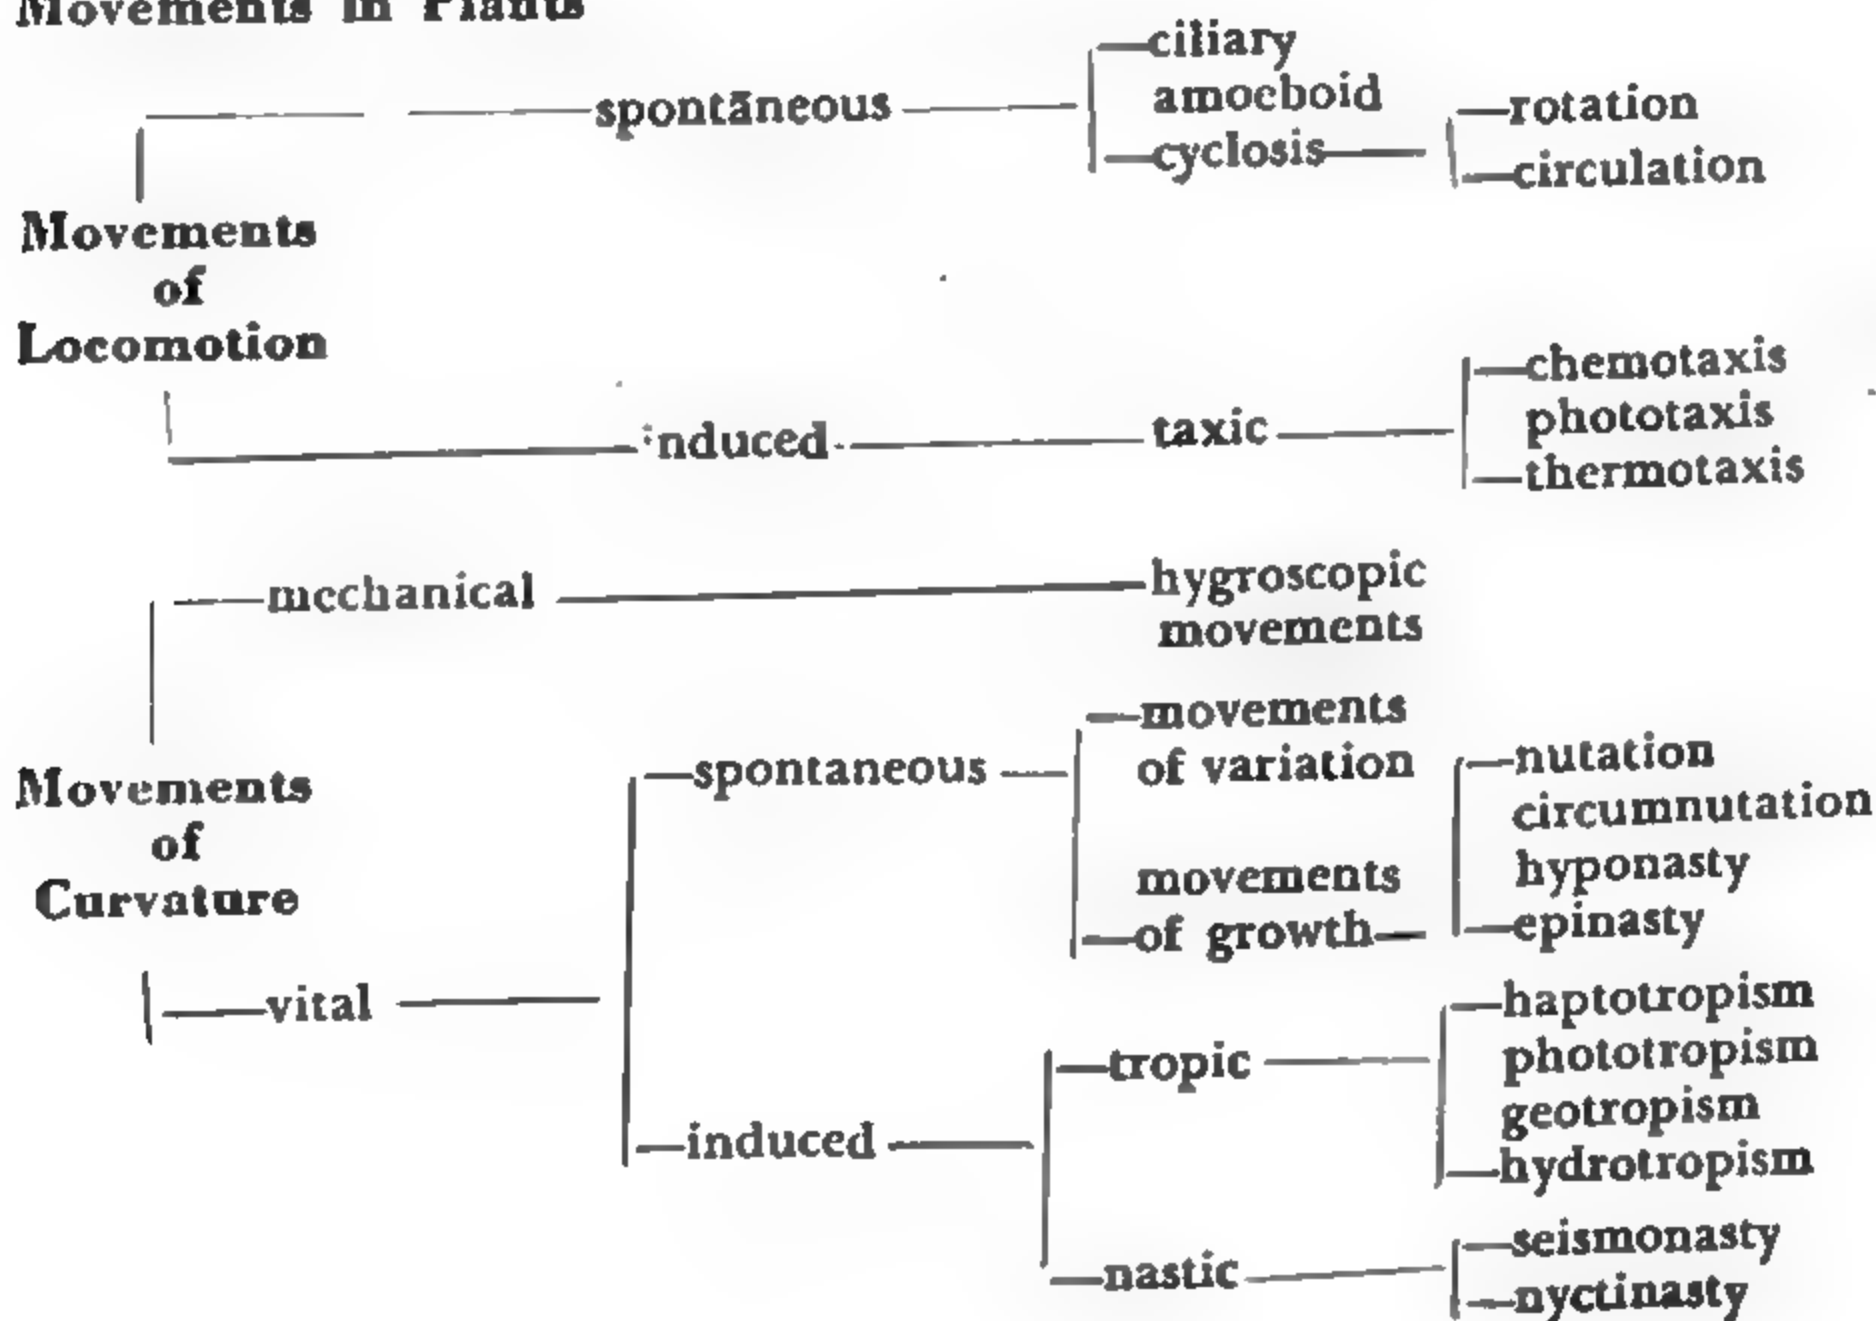 Movements in Plants
ciliary
spontāneous
amoeboid
rotation
cyclosis
circulation
Movements
of
Locomotion
chemotaxis
induced
taxic
phototaxis
thermotaxis
mechanical
hygroscopic
movements
movements
spontaneous
of variation
nutation
Movements
circumnutation
of
movements
hyponasty
Curvature
of growth
epinasty
vital
haptotropism
tropic
phototropism
geotropism
induced
hydrotropism
seismonasty
nastic
nyctinasty